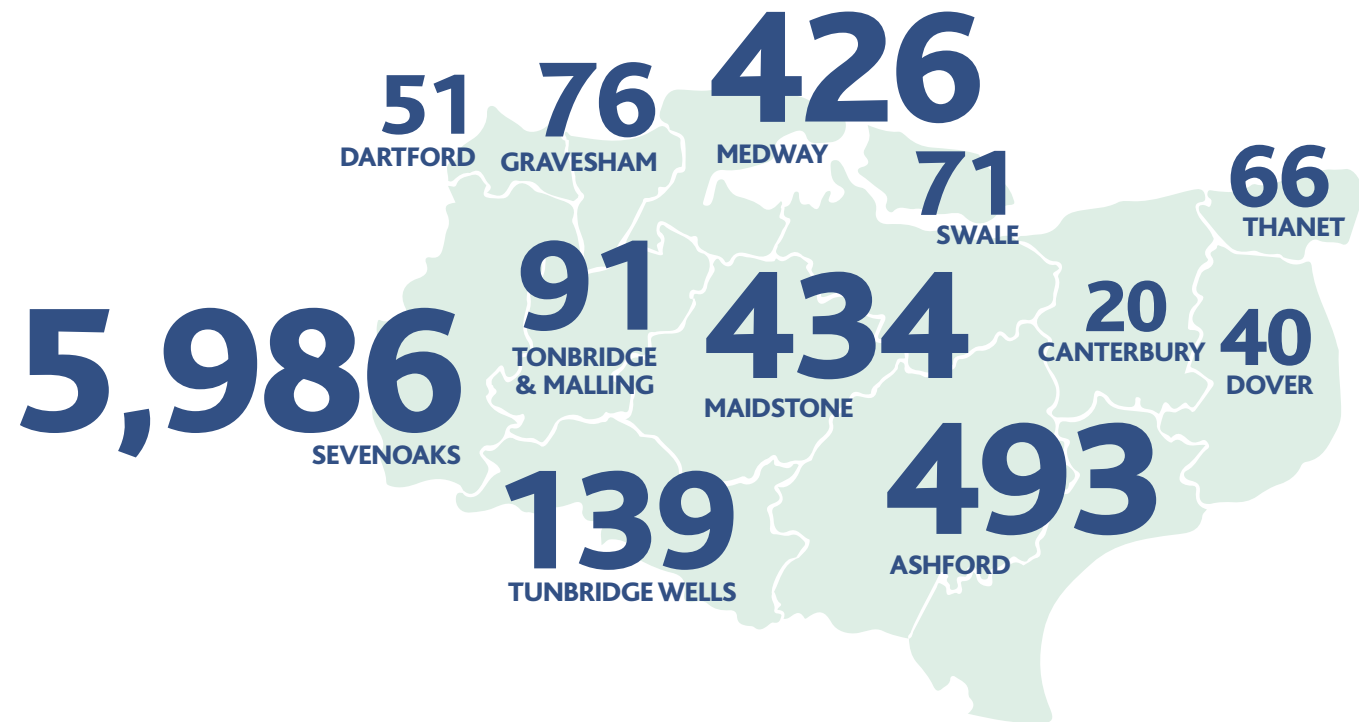 51
DARTFORD
76
GRAVESHAM
426
MEDWAY
71
SWALE
66
THANET
5,986
SEVENOAKS
91
TONBRIDGE
& MALLING
434
MAIDSTONE
20
CANTERBURY
40
DOVER
139
TUNBRIDGE WELLS
493
ASHFORD